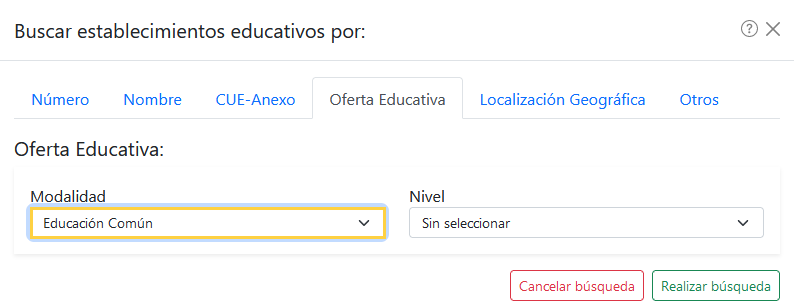 Buscar establecimientos educativos por:
Número Nombre CUE-Anexo Oferta Educativa Localización Geográfica Otros
Oferta Educativa:
Modalidad Nivel
Educación Común Sin seleccionar
Cancelar búsqueda Realizar búsqueda